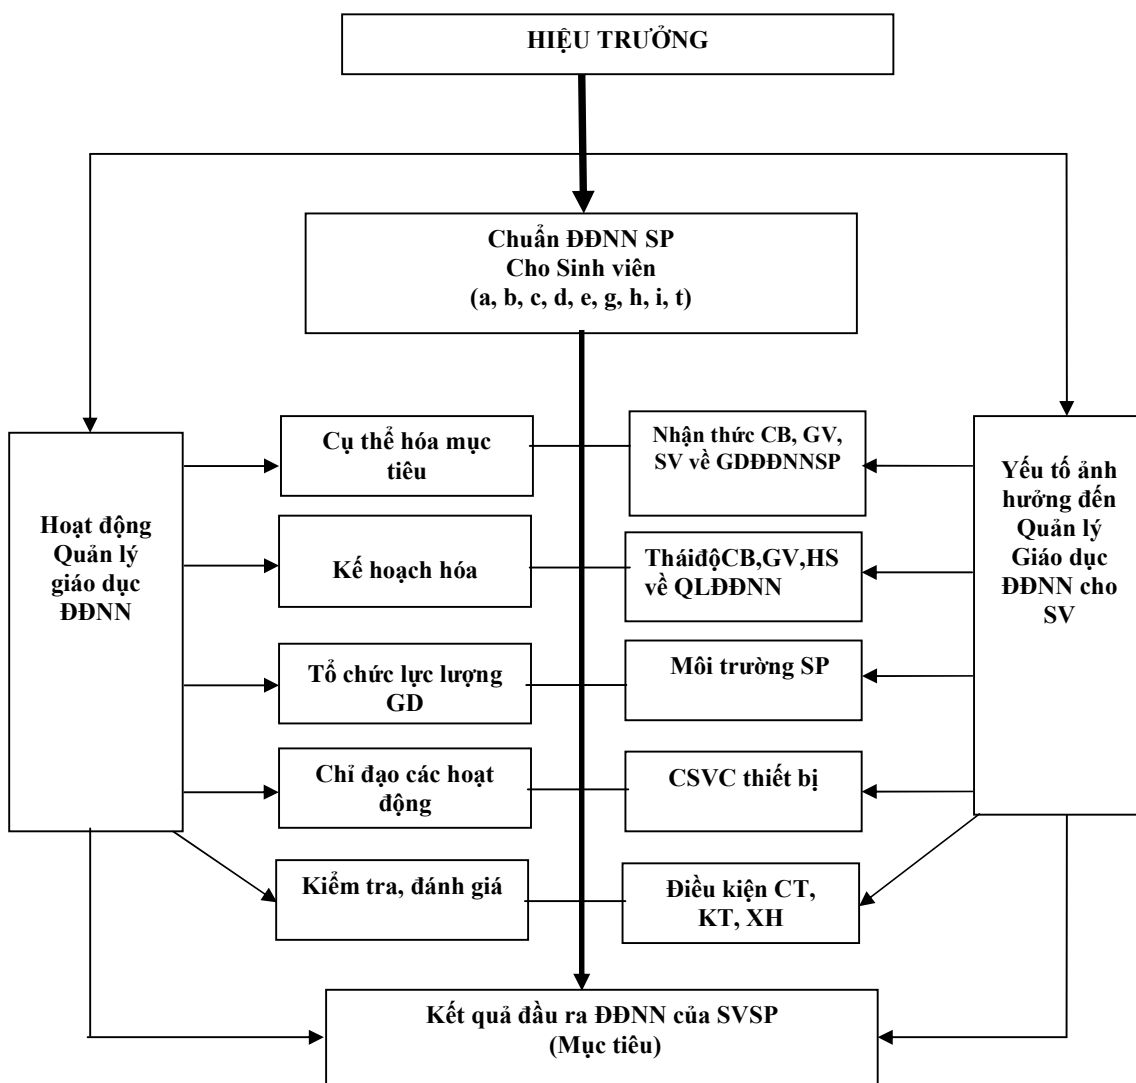 HIỆU TRƯỞNG
Chuẩn ĐĐNN SP
Cho Sinh viên
(a, b, c, d, e, g, h, i, t)
Hoạt động
Quản lý
giáo dục
ĐĐNN
Cụ thể hóa mục
tiêu
Kế hoạch hóa
Tổ chức lực lượng
GD
Chỉ đạo các hoạt
động
Kiểm tra, đánh giá
Nhận thức CB, GV,
SV về GDĐĐNNSP
TháiđộCB,GV,HS
về QLĐĐNN
Môi trường SP
CSVC thiết bị
Điều kiện CT,
KT, XH
Yếu tố ảnh
hưởng đến
Quản lý
Giáo dục
ĐĐNN cho
SV
Kết quả đầu ra ĐĐNN của SVSP
(Mục tiêu)